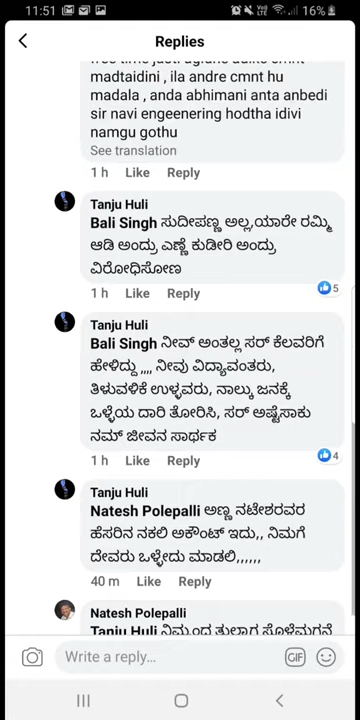 11:51
16%
Replies
madtaidini , ila andre cmnt hu
madala , anda abhimani anta anbedi
sir navi engeenering hodtha idivi
namgu gothu
See translation
1 h Like Reply
Tanju Huli
Bali Singh ಸುದೀಪಣ್ಣ ಅಲ್ಲ,ಯಾರೇ ರಮ್ಮಿ
ಆಡಿ ಅಂದ್ರು ಎಣ್ಣೆ ಕುಡೀರಿ ಅಂದ್ರು
ವಿರೋಧಿಸೋಣ
1 h Like Reply
5
Tanju Huli
Bali Singh ನೀವ್ ಅಂತಲ್ಲ ಸರ್ ಕೆಲವರಿಗೆ
ಹೇಳಿದ್ದು ,,,, ನೀವು ವಿದ್ಯಾವಂತರು,
ತಿಳುವಳಿಕೆ ಉಳ್ಳವರು, ನಾಲ್ಕು ಜನಕ್ಕೆ
ಒಳ್ಳೆಯ ದಾರಿ ತೋರಿಸಿ, ಸರ್ ಅಷ್ಟೆಸಾಕು
ನಮ್ ಜೀವನ ಸಾರ್ಥಕ
1 h Like Reply
4
Tanju Huli
Natesh Polepalli ಅಣ್ಣ ನಟೇಶರವರ
ಹೆಸರಿನ ನಕಲಿ ಅಕೌಂಟ್ ಇದು,, ನಿಮಗೆ
ದೇವರು ಒಳ್ಳೇದು ಮಾಡಲಿ,,,,,,
40 m Like Reply
Natesh Polepalli
Tanju Huli
Write a reply...
GIF